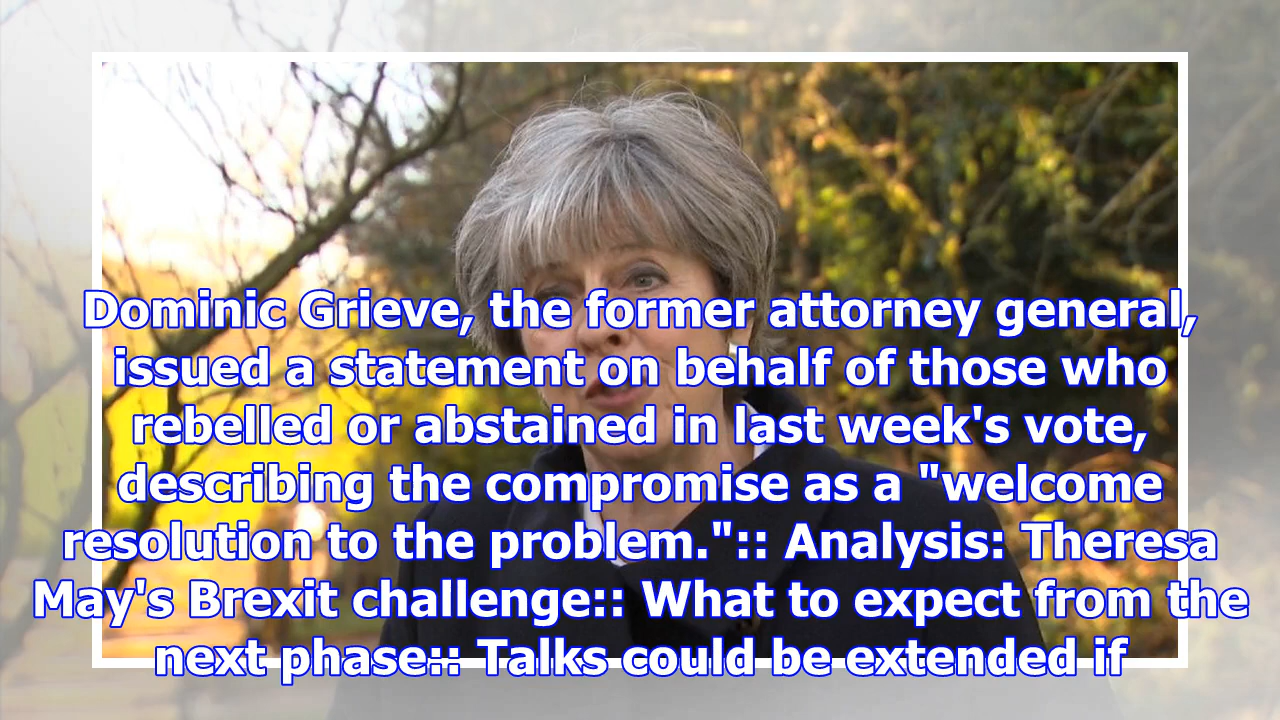 Dominic Grieve, the former attorney general,
issued a statement on behalf of those who
rebelled or abstained in last week's vote,
describing the compromise as a "welcome
resolution to the problem.":: Analysis: Theresa
May's Brexit challenge:: What to expect from the
next phase:: Talks could be extended if